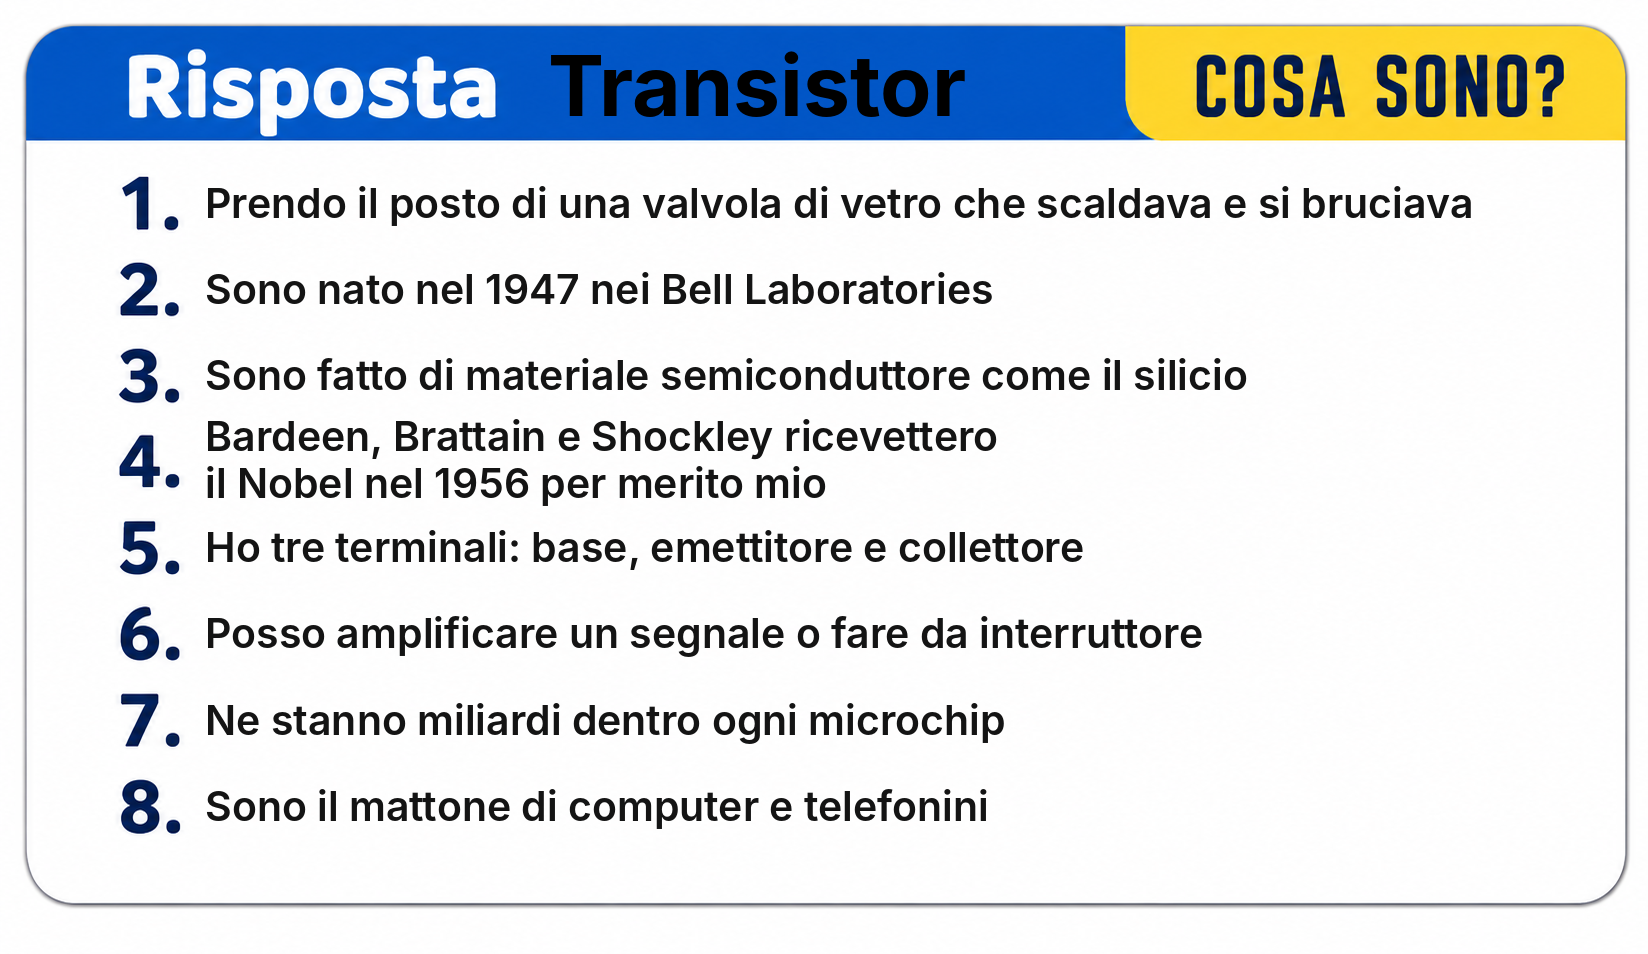 Risposta Transistor COSA SONO?
1. Prendo il posto di una valvola di vetro che scaldava e si bruciava
2. Sono nato nel 1947 nei Bell Laboratories
3. Sono fatto di materiale semiconduttore come il silicio
4. Bardeen, Brattain e Shockley ricevettero
il Nobel nel 1956 per merito mio
5. Ho tre terminali: base, emettitore e collettore
6. Posso amplificare un segnale o fare da interruttore
7. Ne stanno miliardi dentro ogni microchip
8. Sono il mattone di computer e telefonini